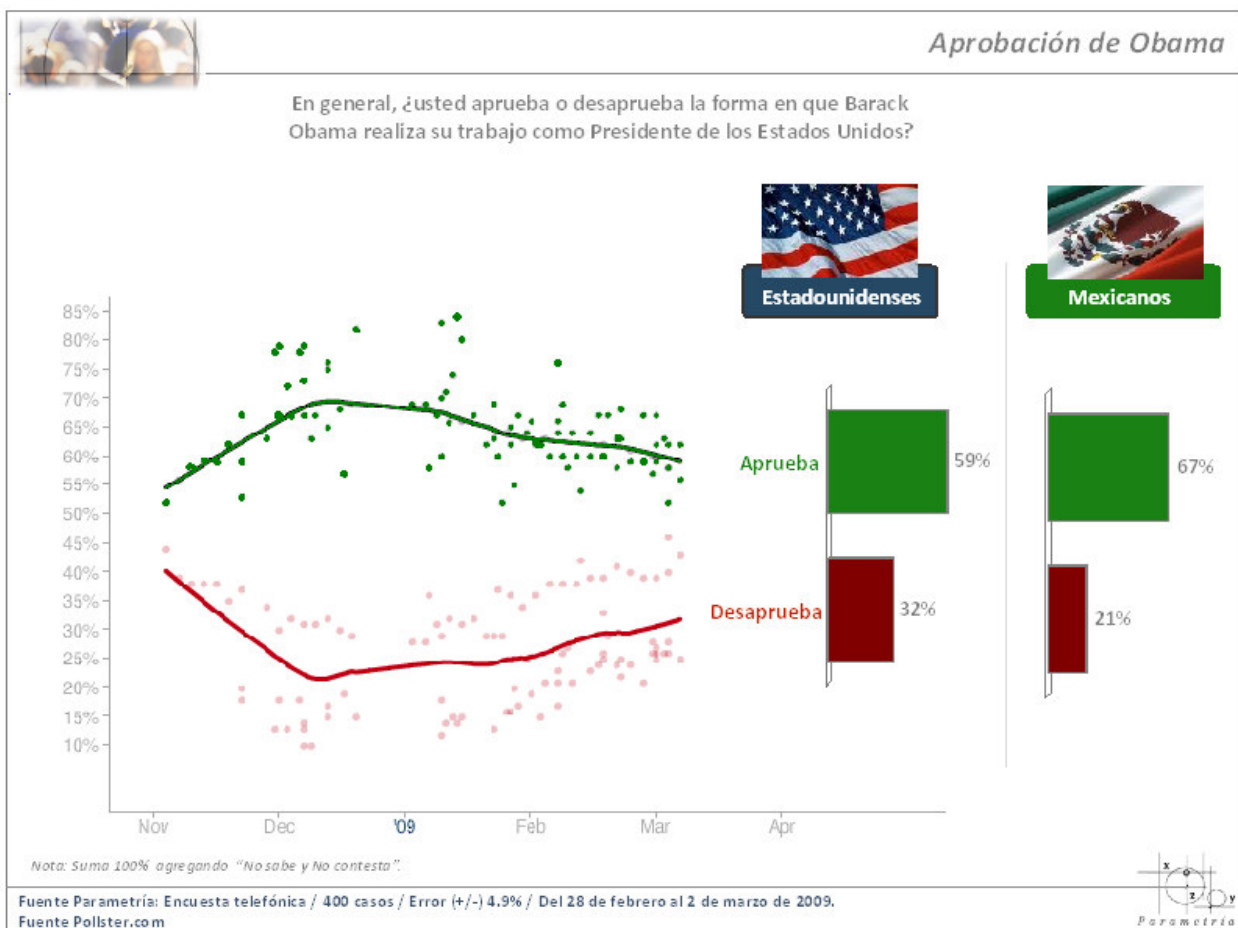 Aprobación de Obama
En general, ¿usted aprueba o desaprueba la forma en que Barack
Obama realiza su trabajo como Presidente de los Estados Unidos?
Estadounidenses
Mexicanos
85%
80%
75%
70%
65%
60%
55%
50%
45%
40%
35%
30%
25%
20%
15%
10%
Nov
Dec
'09
Feb
Mar
Apr
Aprueba
59%
67%
Desaprueba
32%
21%
Nota: Suma 100% agregando "No sabe y No contesta".
Fuente Parametría: Encuesta telefónica / 400 casos / Error (+/-) 4.9% / Del 28 de febrero al 2 de marzo de 2009.
Fuente Pollster.com
x
z
y
Parametría